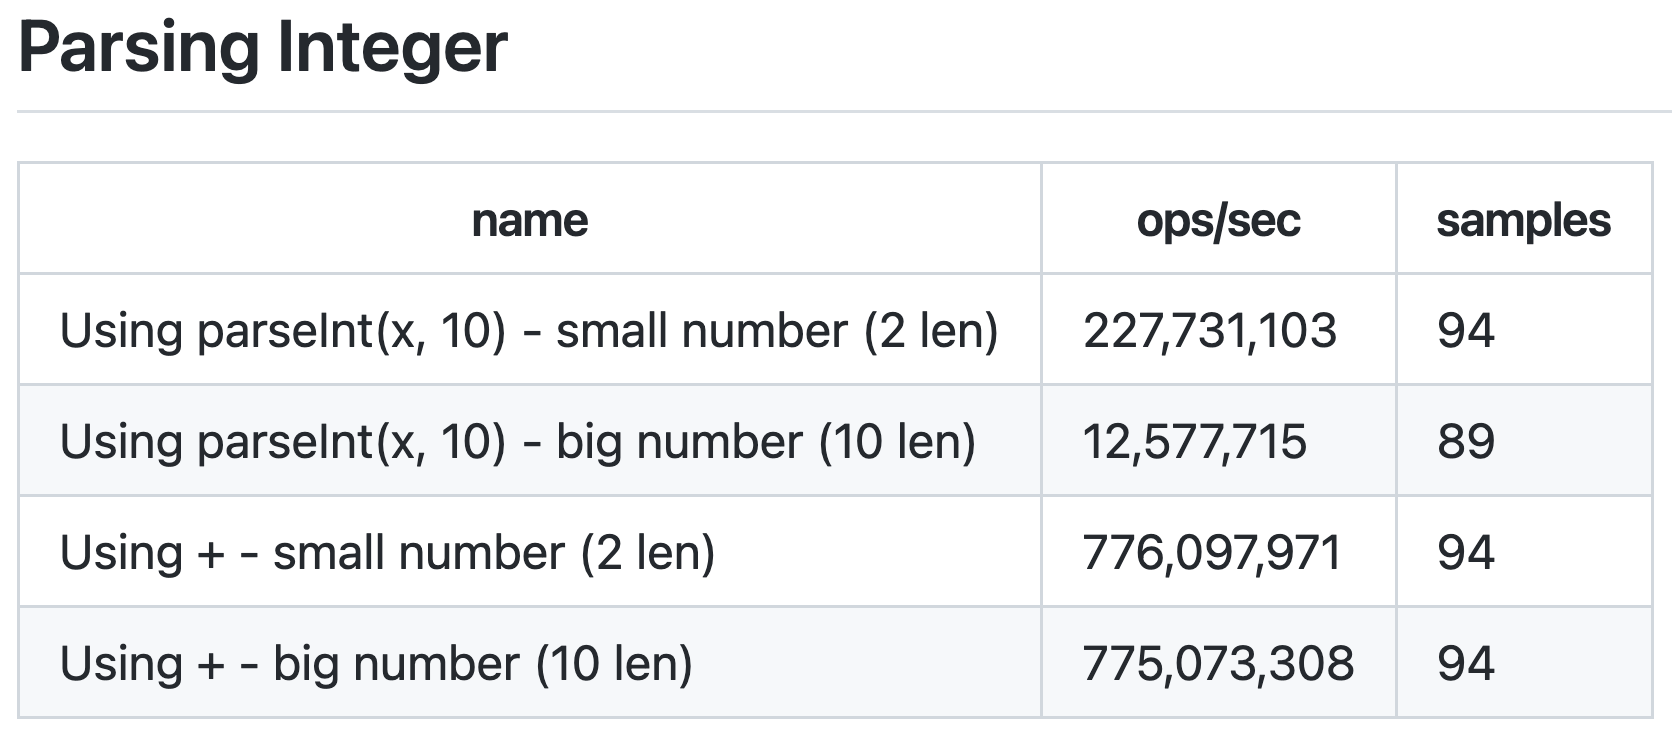 Parsing Integer
name ops/sec samples
Using parseInt(x, 10) - small number (2 len) 227,731,103 94
Using parseInt(x, 10) - big number (10 len) 12,577,715 89
Using + - small number (2 len) 776,097,971 94
Using + - big number (10 len) 775,073,308 94